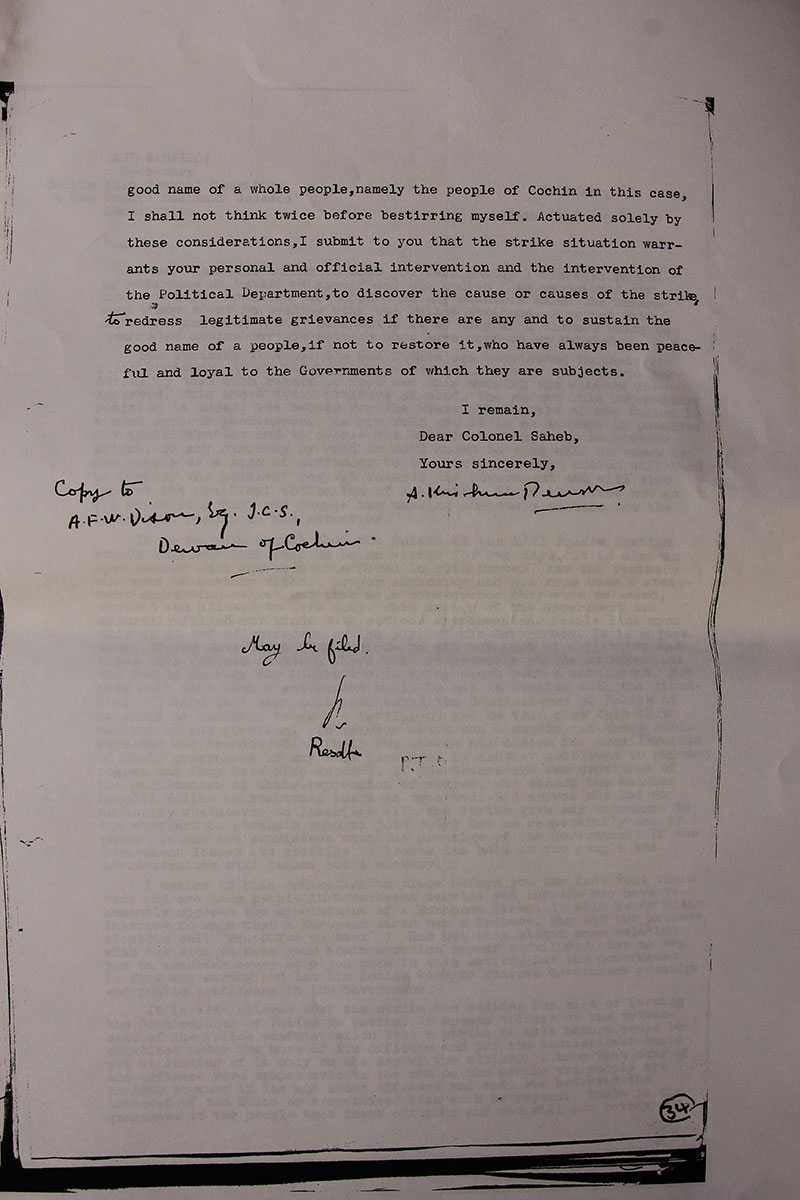 good name of a whole people,namely the people of Cochin in this case,
I shall not think twice before bestirring myself. Actuated solely by
these considerations,I submit to you that the strike situation warr-
ants your personal and official intervention and the intervention of
the Political Department,to discover the cause or causes of the strike,
to redress legitimate grievances if there are any and to sustain the
good name of a people,if not to restore it,who have always been peace-
ful and loyal to the Governments of which they are subjects.
I remain,
Dear Colonel Saheb,
Yours sincerely,
A. Krishna
Copy to
A.F.W. Dixon, Esq. I.C.S.,
Dewan of Cochin.
May be filed.
Resdt
P.T.
34